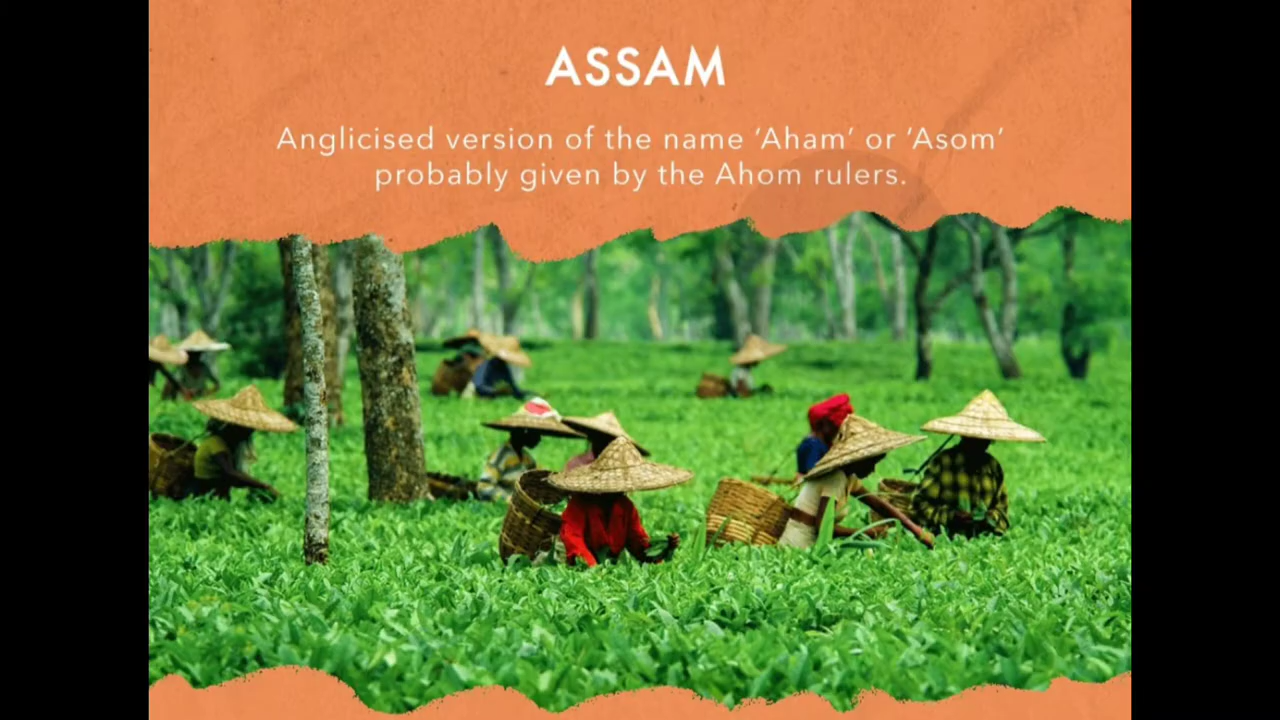 ASSAM
Anglicised version of the name ‘Aham’ or ‘Asom’
probably given by the Ahom rulers.